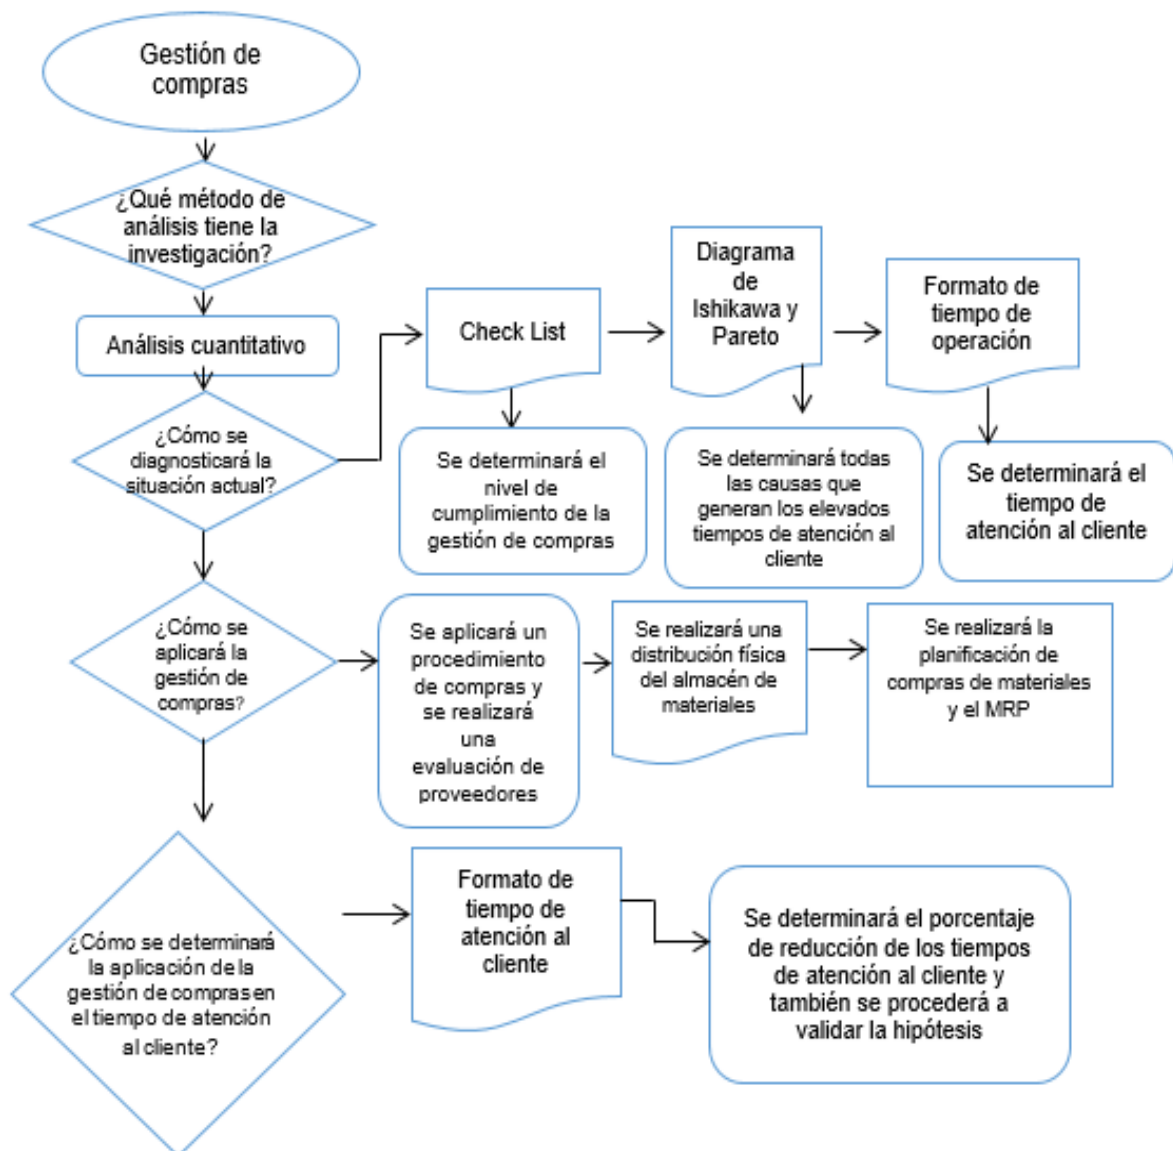 Gestión de
compras
¿Qué método de
análisis tiene la
investigación?
Análisis cuantitativo
¿Cómo se
diagnosticará la
situación actual?
Check List
Diagrama
de
Ishikawa y
Pareto
Formato de
tiempo de
operación
Se determinará el
nivel de
cumplimiento de la
gestión de compras
Se determinará todas
las causas que
generan los elevados
tiempos de atención al
cliente
Se determinará el
tiempo de
atención al cliente
¿Cómo se
aplicará la
gestión de
compras?
Se aplicará un
procedimiento
de compras y
se realizará
una
evaluación de
proveedores
Se realizará una
distribución física
del almacén de
materiales
Se realizará la
planificación de
compras de materiales
y el MRP
¿Cómo se determinará
la aplicación de la
gestión de compras en
el tiempo de atención
al cliente?
Formato de
tiempo de
atención al
cliente
Se determinará el porcentaje
de reducción de los tiempos
de atención al cliente y
también se procederá a
validar la hipótesis